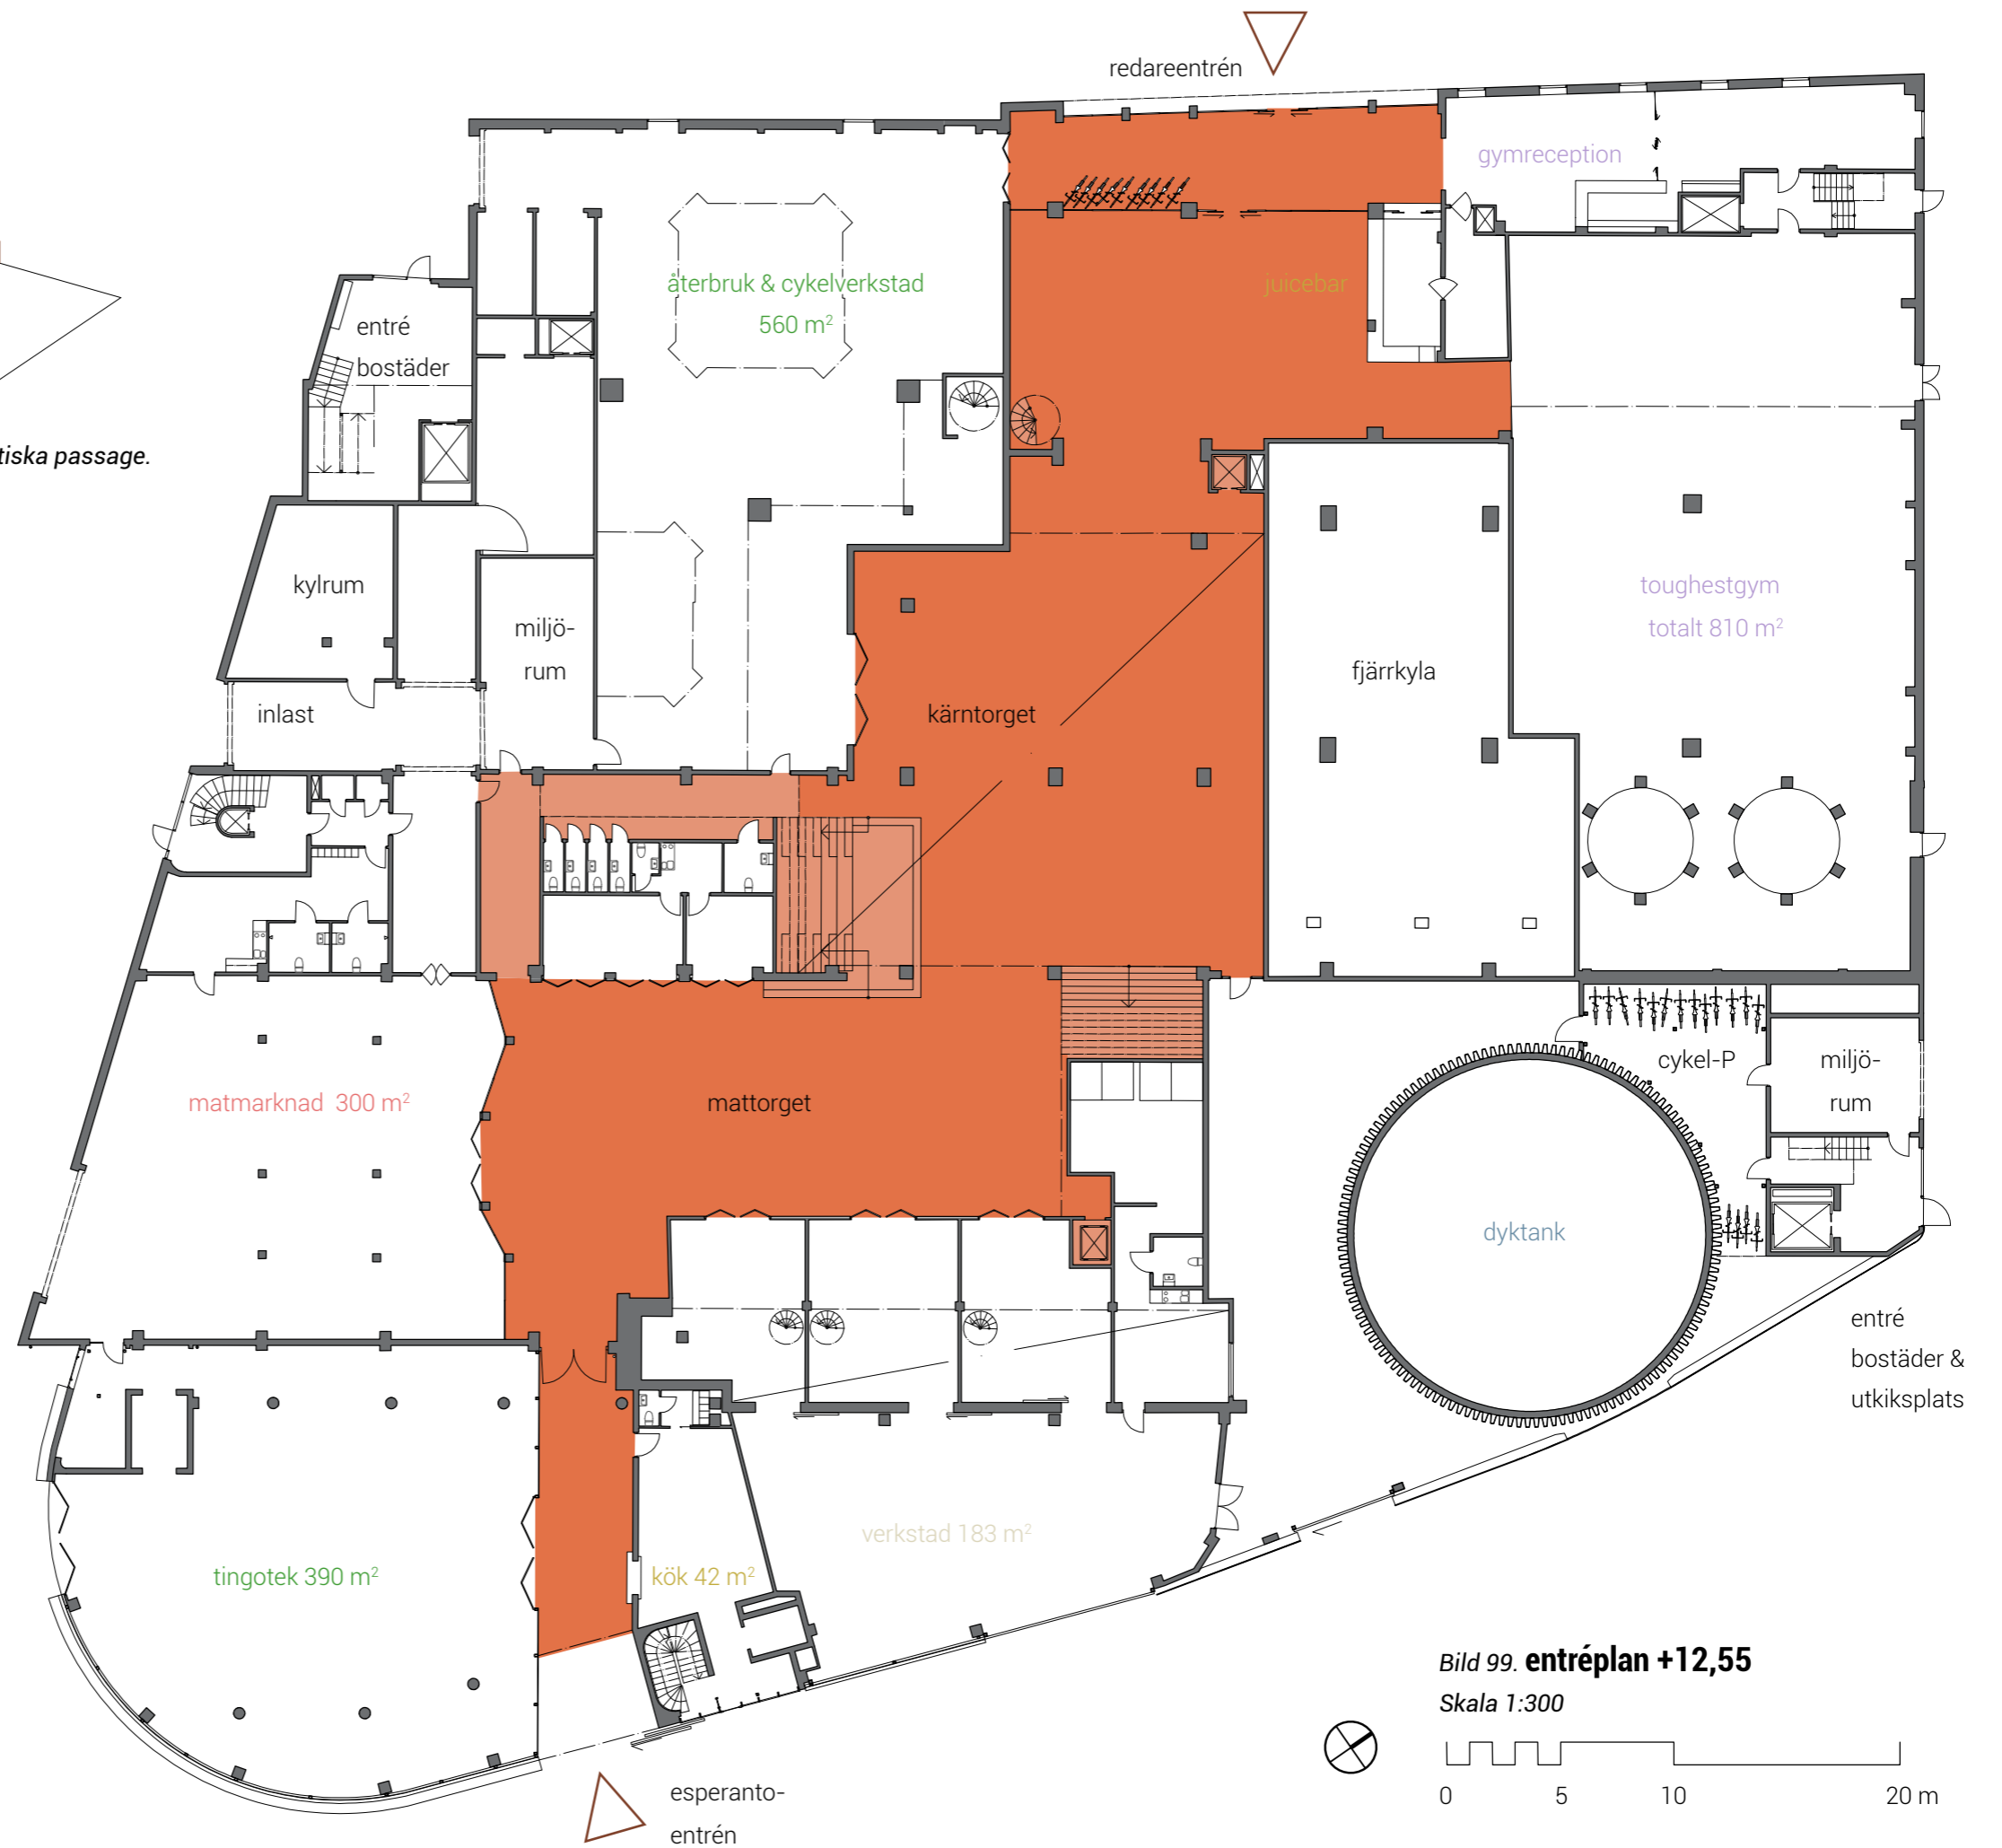 redareentrén
gymreception
återbruk & cykelverkstad
560 m²
juicebar
entré
bostäder
tiska passage.
kylrum
miljö-
rum
toughestgym
totalt 810 m²
fjärrkyla
inlast
kärntorget
matmarknad 300 m²
mattorget
cykel-P
miljö-
rum
dyktank
entré
bostäder &
utkiksplats
verkstad 183 m²
tingotek 390 m²
kök 42 m²
Bild 99. entréplan +12,55
Skala 1:300
0 5 10 20 m
esperanto-
entrén